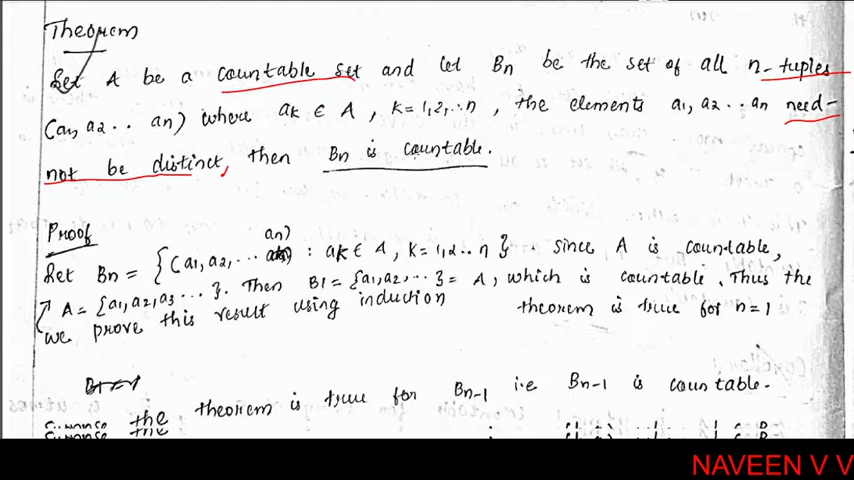 Theorem
Let A be a countable set and let Bn be the set of all n-tuples
(a1, a2 .. an) where ak ∈ A, k=1,2,..n, the elements a1, a2 .. an need-
not be distinct, then Bn is countable.
Proof
an)
Let Bn = {(a1, a2, ... : ak ∈ A, k=1,2..n}. Since A is countable,
A = {a1, a2, a3 ...}. Then B1 = {a1, a2, ...} = A, which is countable. Thus the
we prove this result using induction theorem is true for n=1
Suppose the theorem is true for Bn-1 i.e Bn-1 is countable.
NAVEEN V V